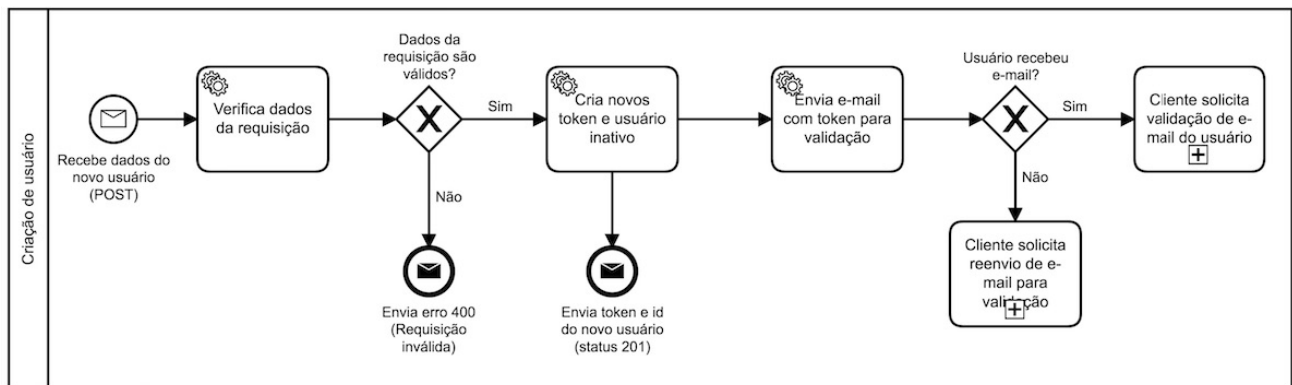 Criação de usuário
Recebe dados do
novo usuário
(POST)
Verifica dados
da requisição
Dados da
requisição são
válidos?
Sim
Não
Envia erro 400
(Requisição
inválida)
Cria novos
token e usuário
inativo
Envia token e id
do novo usuário
(status 201)
Envia e-mail
com token para
validação
Usuário recebeu
e-mail?
Sim
Não
Cliente solicita
validação de e-
mail do usuário
Cliente solicita
reenvio de e-
mail para
validação